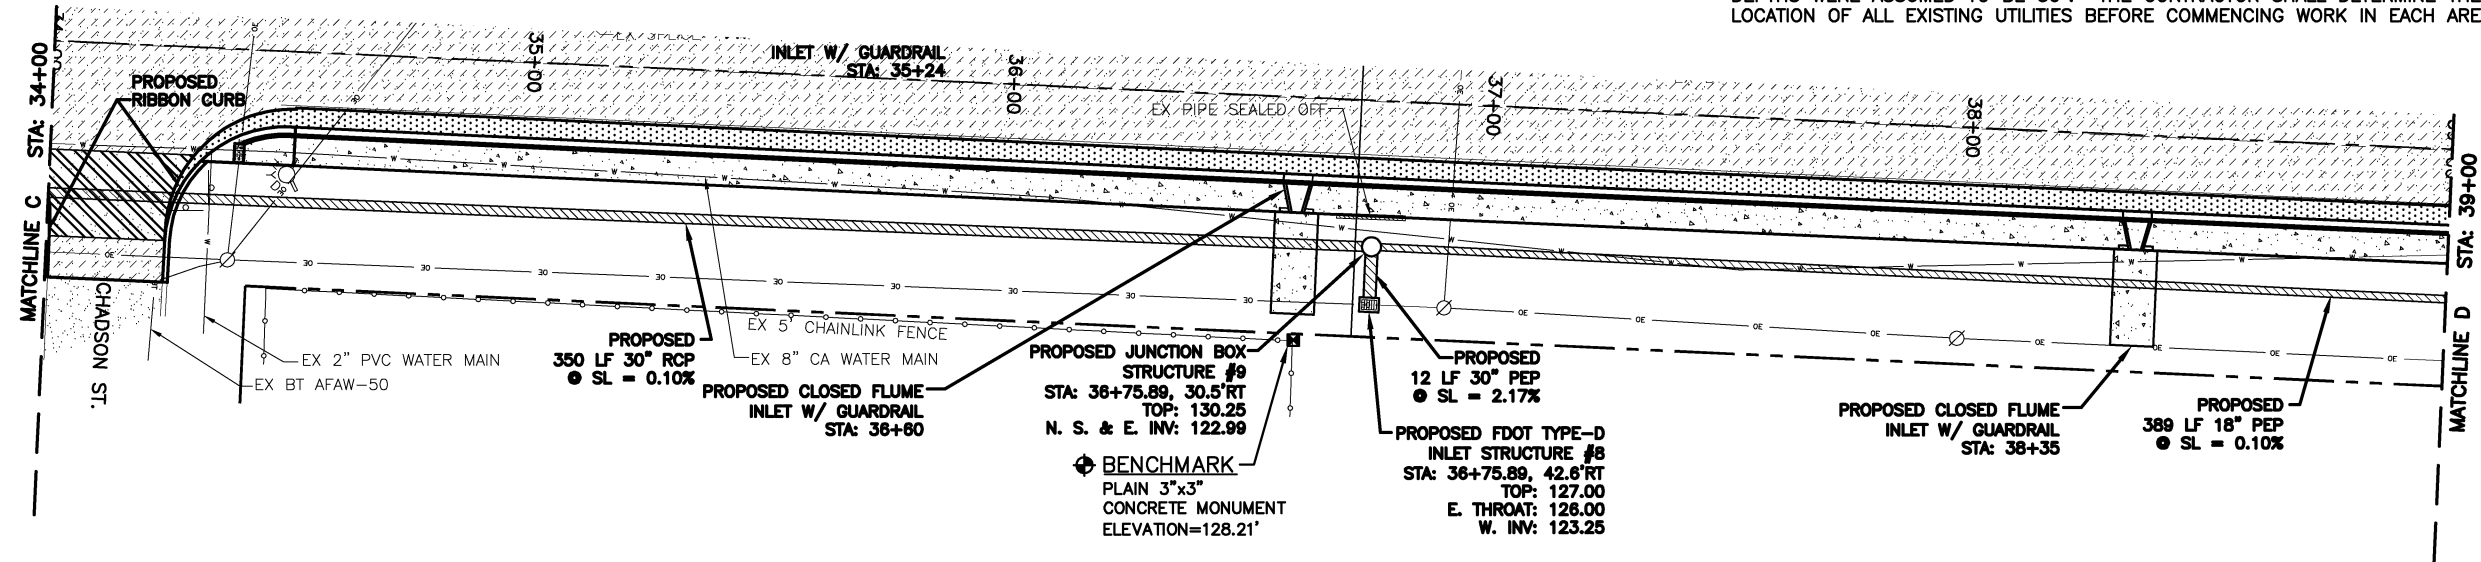 LOCATION OF ALL EXISTING UTILITIES BEFORE COMMENCING WORK IN EACH ARE
STA: 34+00
MATCHLINE C
PROPOSED
RIBBON CURB
35+00
INLET W/ GUARDRAIL
STA: 35+24
36+00
EX PIPE SEALED OFF
37+00
38+00
STA: 39+00
MATCHLINE D
CHADSON ST.
EX 2" PVC WATER MAIN
EX BT AFAW-50
PROPOSED
350 LF 30" RCP
@ SL = 0.10%
EX 5' CHAINLINK FENCE
EX 8" CA WATER MAIN
PROPOSED CLOSED FLUME
INLET W/ GUARDRAIL
STA: 36+60
PROPOSED JUNCTION BOX
STRUCTURE #9
STA: 36+75.89, 30.5'RT
TOP: 130.25
N. S. & E. INV: 122.99
BENCHMARK
PLAIN 3"x3"
CONCRETE MONUMENT
ELEVATION=128.21'
PROPOSED
12 LF 30" PEP
@ SL = 2.17%
PROPOSED FDOT TYPE-D
INLET STRUCTURE #8
STA: 36+75.89, 42.6'RT
TOP: 127.00
E. THROAT: 126.00
W. INV: 123.25
PROPOSED CLOSED FLUME
INLET W/ GUARDRAIL
STA: 38+35
PROPOSED
389 LF 18" PEP
@ SL = 0.10%